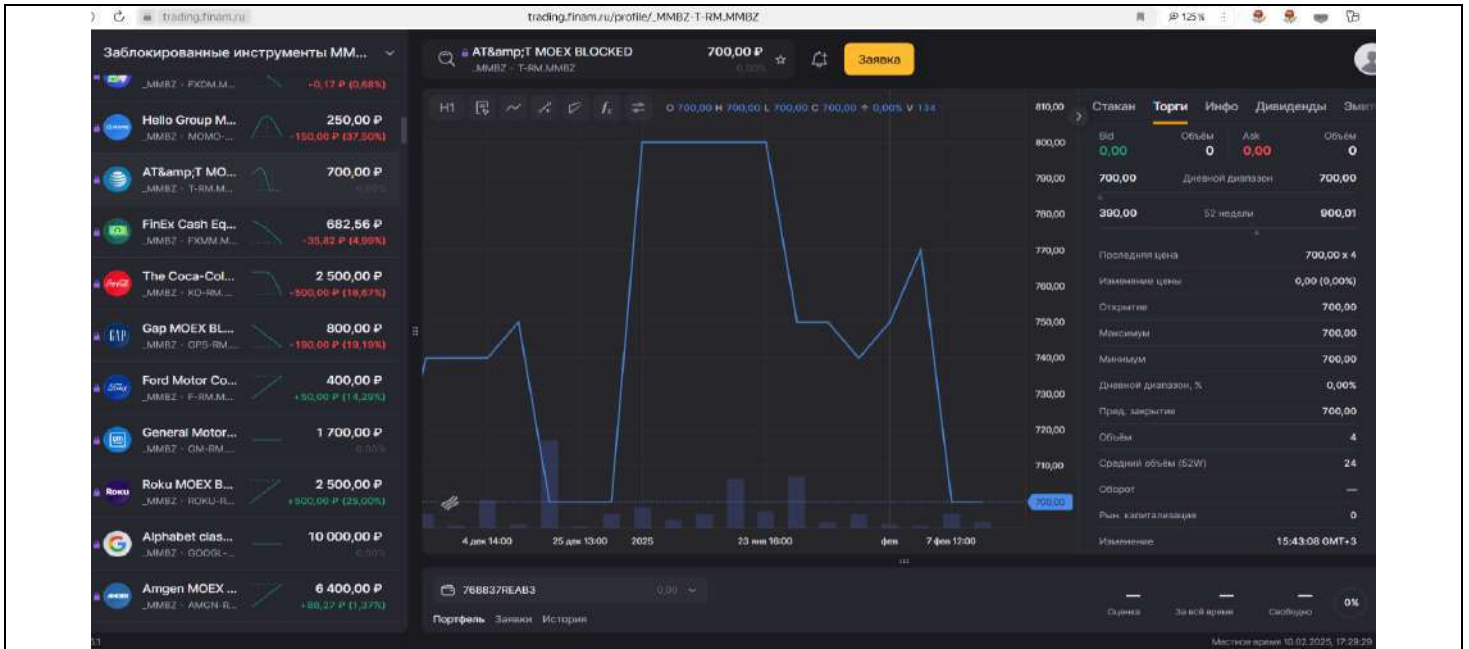 trading.finam.ru
trading.finam.ru/profile/_MMBZ-T-RM.MMBZ
125 %
Заблокированные инструменты ММ...
_MMBZ - FXDM.M...
-0,17 ₽ (0,68%)
Hello Group M...
250,00 ₽
_MMBZ - MOMO-...
-150,00 ₽ (37,50%)
AT&amp;T MO...
700,00 ₽
_MMBZ - T-RM.M...
0,00%
FinEx Cash Eq...
682,56 ₽
_MMBZ - FXMM.M...
-35,82 ₽ (4,99%)
The Coca-Col...
2 500,00 ₽
_MMBZ - KO-RM....
-500,00 ₽ (16,67%)
Gap MOEX BL...
800,00 ₽
_MMBZ - GPS-RM....
-190,00 ₽ (19,19%)
Ford Motor Co...
400,00 ₽
_MMBZ - F-RM.M...
+50,00 ₽ (14,29%)
General Motor...
1 700,00 ₽
_MMBZ - GM-RM....
0,00%
Roku MOEX B...
2 500,00 ₽
_MMBZ - ROKU-R...
+500,00 ₽ (25,00%)
Alphabet clas...
10 000,00 ₽
_MMBZ - GOOGL-...
0,00%
Amgen MOEX ...
6 400,00 ₽
_MMBZ - AMGN-R...
+86,27 ₽ (1,37%)
AT&amp;T MOEX BLOCKED
700,00 ₽
_MMBZ - T-RM.MMBZ
0,00%
Заявка
H1
O 700,00 H 700,00 L 700,00 C 700,00 + 0,00% V 134
810,00
800,00
790,00
780,00
770,00
760,00
750,00
740,00
730,00
720,00
710,00
700,00
4 дек 14:00
25 дек 13:00
2025
23 янв 16:00
фев
7 фев 12:00
Стакан Торги Инфо Дивиденды
Bid Объём Ask Объём
0,00 0 0,00 0
700,00 Дневной диапазон 700,00
390,00 52 недели 900,01
Последняя цена 700,00 x 4
Изменение цены 0,00 (0,00%)
Открытие 700,00
Максимум 700,00
Минимум 700,00
Дневной диапазон, % 0,00%
Пред. закрытие 700,00
Объём 4
Средний объём (52W) 24
Оборот —
Рын. капитализация 0
Изменение 15:43:08 GMT+3
768837REAB3
0,00
Портфель Заявки История
— Оценка
— За всё время
— Свободно
0%
Местное время 10.02.2025, 17:29:29